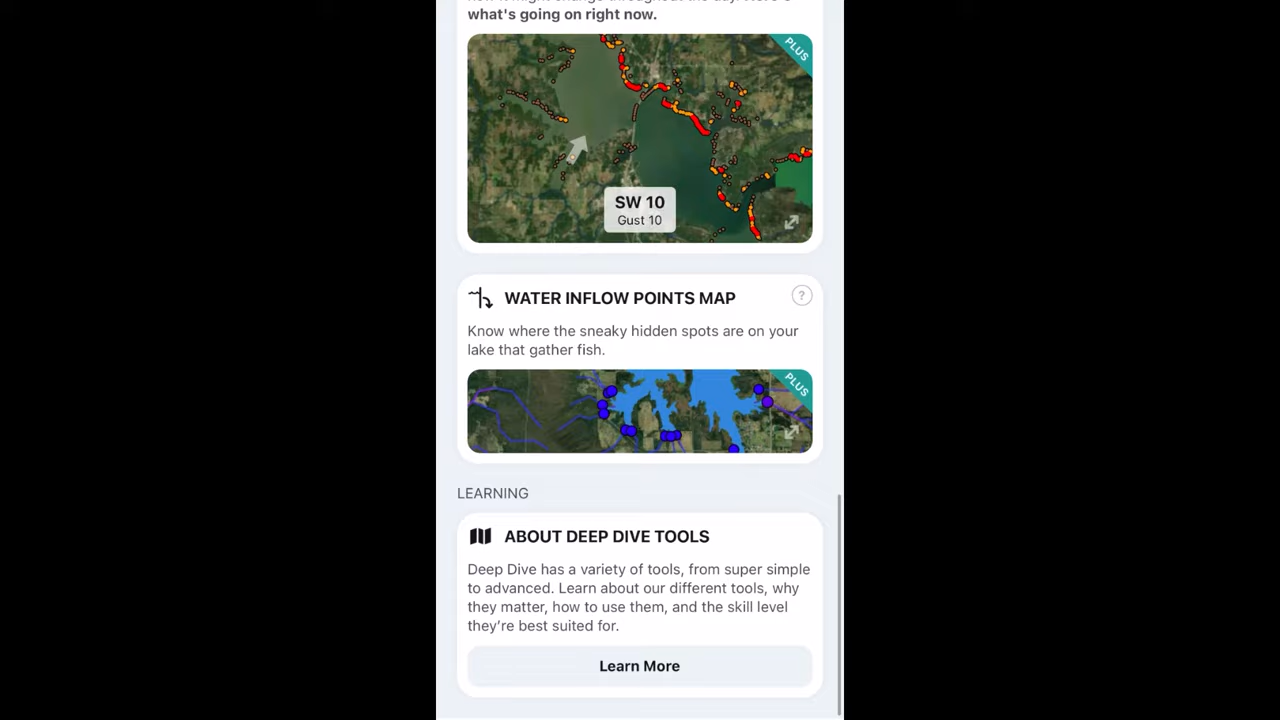 what's going on right now.
PLUS
SW 10
Gust 10
WATER INFLOW POINTS MAP
?
Know where the sneaky hidden spots are on your
lake that gather fish.
PLUS
LEARNING
ABOUT DEEP DIVE TOOLS
Deep Dive has a variety of tools, from super simple
to advanced. Learn about our different tools, why
they matter, how to use them, and the skill level
they’re best suited for.
Learn More